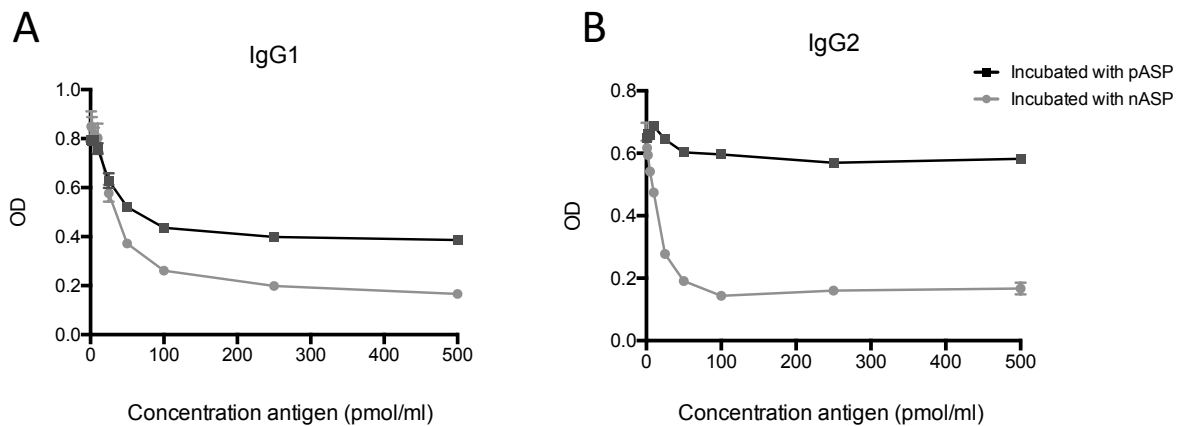 A
IgG1
1.0
0.8
0.6
0.4
0.2
0.0
OD
0 100 200 300 400 500
Concentration antigen (pmol/ml)
B
IgG2
0.8
0.6
0.4
0.2
0.0
OD
0 100 200 300 400 500
Concentration antigen (pmol/ml)
Incubated with pASP
Incubated with nASP